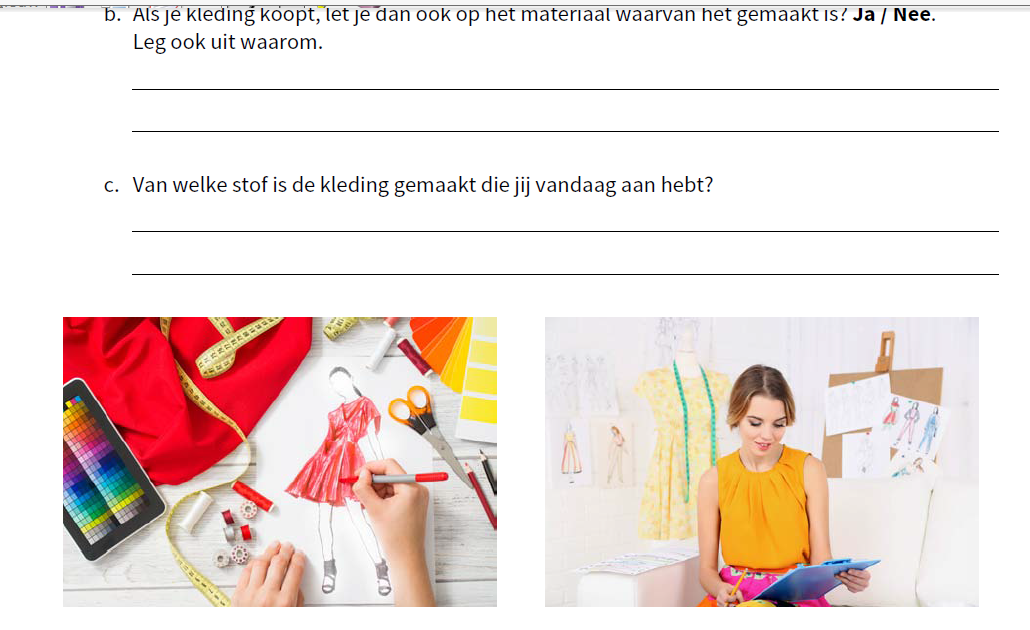 b. Als je kleding koopt, let je dan ook op het materiaal waarvan het gemaakt is? Ja / Nee.
Leg ook uit waarom.
c. Van welke stof is de kleding gemaakt die jij vandaag aan hebt?